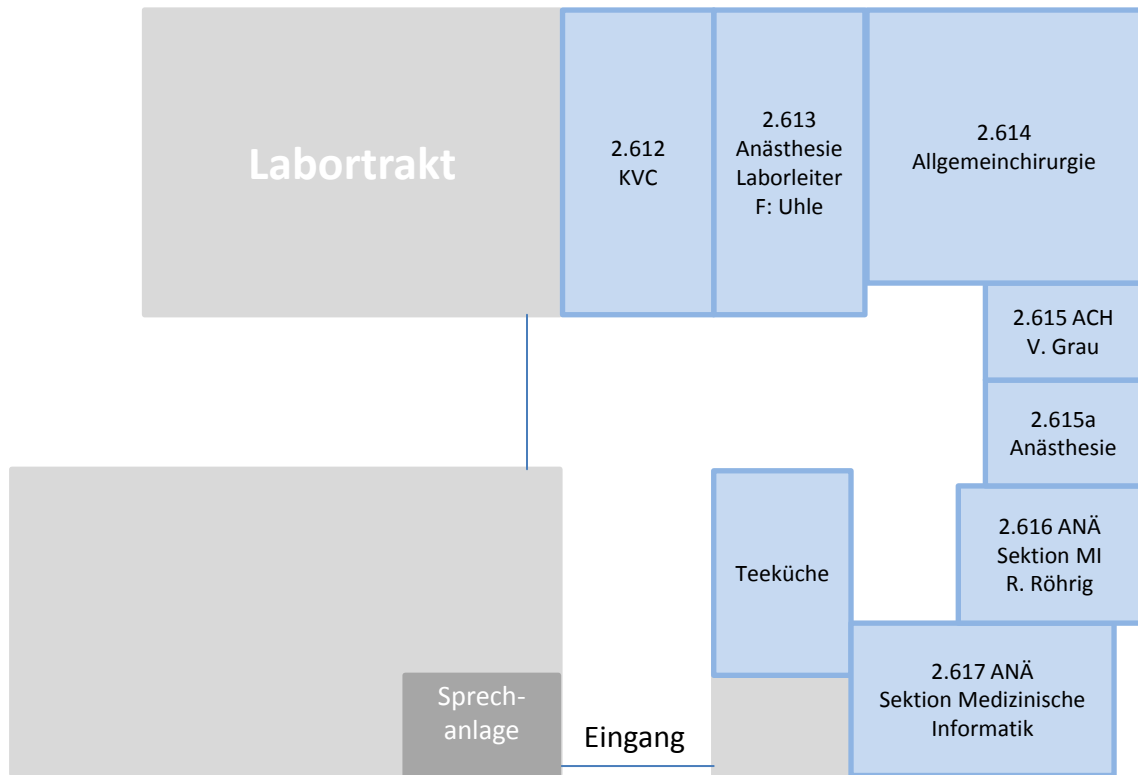 Labortrakt
2.612
KVC
2.613
Anästhesie
Laborleiter
F: Uhle
2.614
Allgemeinchirurgie
2.615 ACH
V. Grau
2.615a
Anästhesie
Teeküche
2.616 ANÄ
Sektion MI
R. Röhrig
2.617 ANÄ
Sektion Medizinische
Informatik
Sprech-
anlage
Eingang